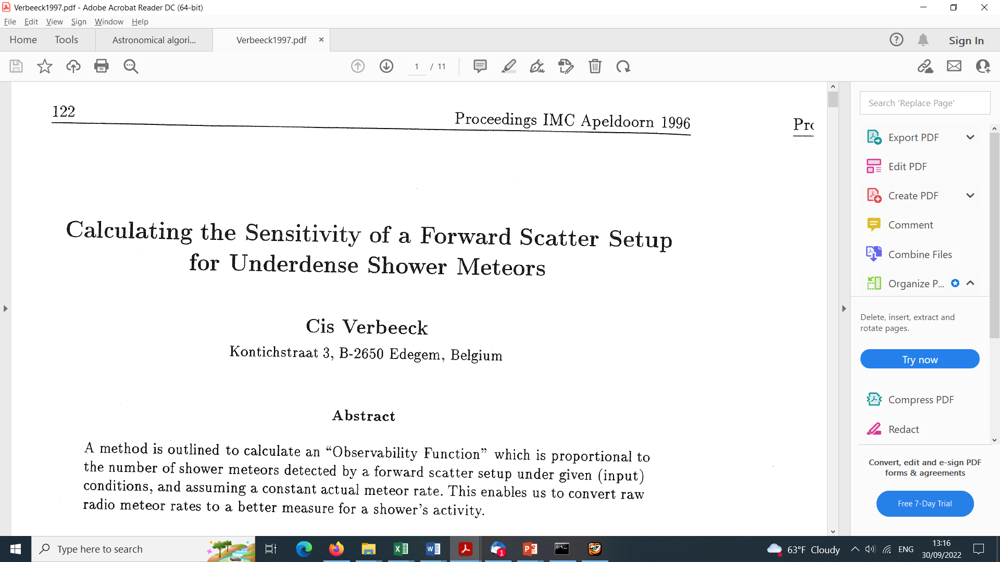 Verbeeck1997.pdf - Adobe Acrobat Reader DC (64-bit)
File Edit View Sign Window Help
Home Tools Astronomical algori... Verbeeck1997.pdf × Sign In
1 / 11
122 Proceedings IMC Apeldoorn 1996
Calculating the Sensitivity of a Forward Scatter Setup
for Underdense Shower Meteors
Cis Verbeeck
Kontichstraat 3, B-2650 Edegem, Belgium
Abstract
A method is outlined to calculate an “Observability Function” which is proportional to
the number of shower meteors detected by a forward scatter setup under given (input)
conditions, and assuming a constant actual meteor rate. This enables us to convert raw
radio meteor rates to a better measure for a shower's activity.
Search 'Replace Page'
Export PDF
Edit PDF
Create PDF
Comment
Combine Files
Organize P...
Delete, insert, extract and
rotate pages.
Try now
Compress PDF
Redact
Convert, edit and e-sign PDF
forms & agreements
Free 7-Day Trial
Type here to search
1
63°F Cloudy
ENG
13:16
30/09/2022